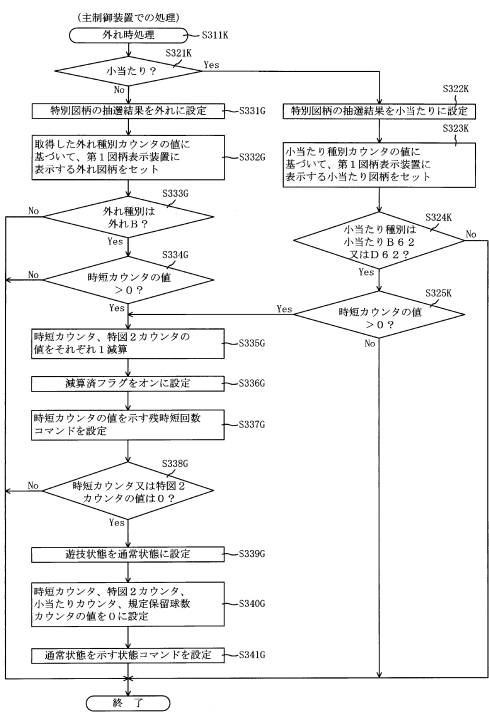 (主制御装置での処理)
外れ時処理
S311K
S321K
小当たり?
Yes
No
特別図柄の抽選結果を外れに設定
S331G
取得した外れ種別カウンタの値に
基づいて、第1図柄表示装置に
表示する外れ図柄をセット
S332G
S333G
外れ種別は
外れB?
No
Yes
S334G
時短カウンタの値
>0?
No
Yes
時短カウンタ、特図2カウンタの
値をそれぞれ1減算
S335G
減算済フラグをオンに設定
S336G
時短カウンタの値を示す残時短回数
コマンドを設定
S337G
S338G
時短カウンタ又は特図2
カウンタの値は0?
No
Yes
遊技状態を通常状態に設定
S339G
時短カウンタ、特図2カウンタ、
小当たりカウンタ、規定保留球数
カウンタの値を0に設定
S340G
通常状態を示す状態コマンドを設定
S341G
終 了
S322K
特別図柄の抽選結果を小当たりに設定
S323K
小当たり種別カウンタの値に
基づいて、第1図柄表示装置に
表示する小当たり図柄をセット
S324K
小当たり種別は
小当たりB62
又はD62?
No
Yes
S325K
時短カウンタの値
>0?
Yes
No